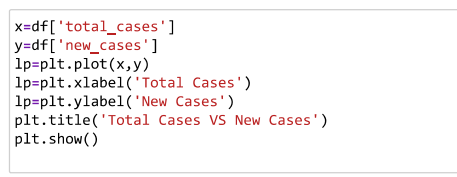 x=df['total_cases']
y=df['new_cases']
lp=plt.plot(x,y)
lp=plt.xlabel('Total Cases')
lp=plt.ylabel('New Cases')
plt.title('Total Cases VS New Cases')
plt.show()